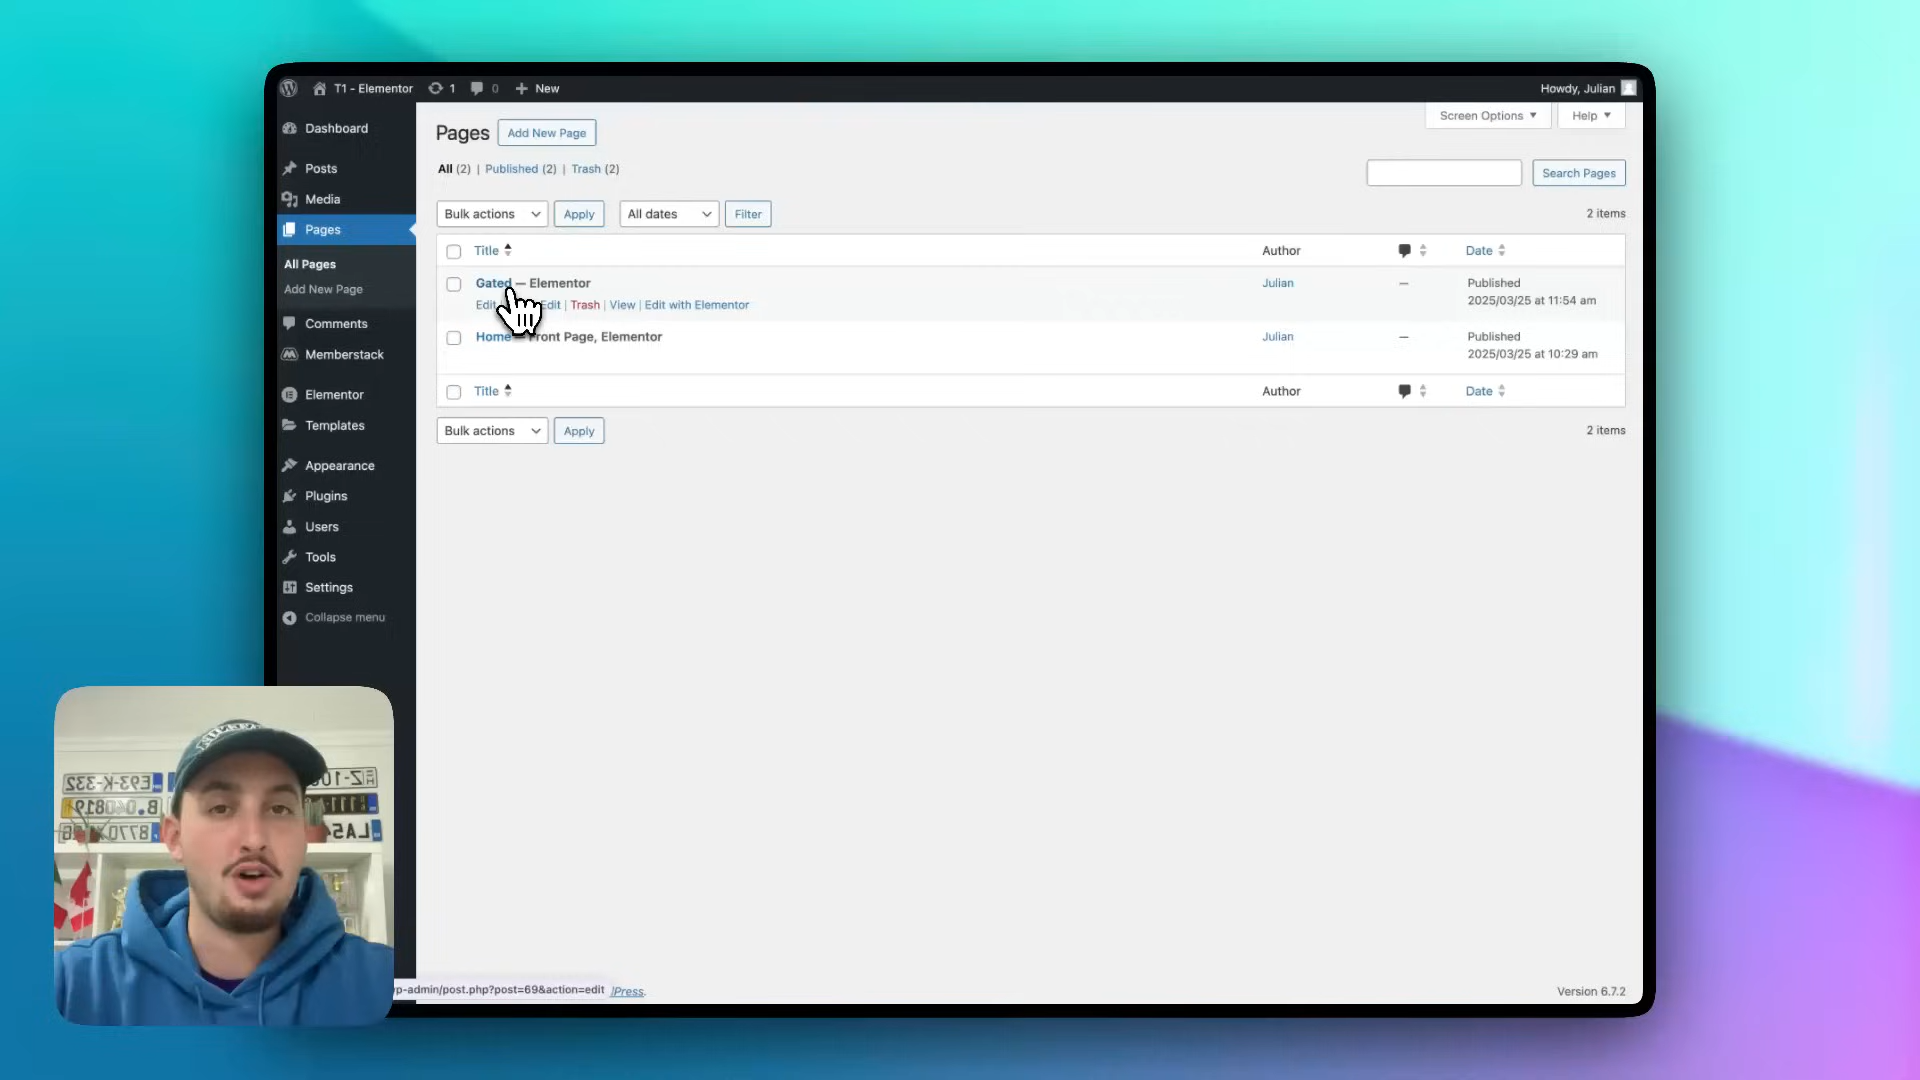 T1 - Elementor 1 0 New Howdy, Julian
Dashboard
Posts
Media
Pages
All Pages
Add New Page
Comments
Memberstack
Elementor
Templates
Appearance
Plugins
Users
Tools
Settings
Collapse menu
Screen Options Help
Pages Add New Page
All (2) | Published (2) | Trash (2)
Search Pages
Bulk actions Apply All dates Filter 2 items
Title Author Date
Gated — Elementor Julian — Published
Edit Edit | Trash | View | Edit with Elementor 2025/03/25 at 11:54 am
Home Front Page, Elementor Julian — Published
2025/03/25 at 10:29 am
Title Author Date
Bulk actions Apply 2 items
p-admin/post.php?post=69&action=edit Press. Version 6.7.2